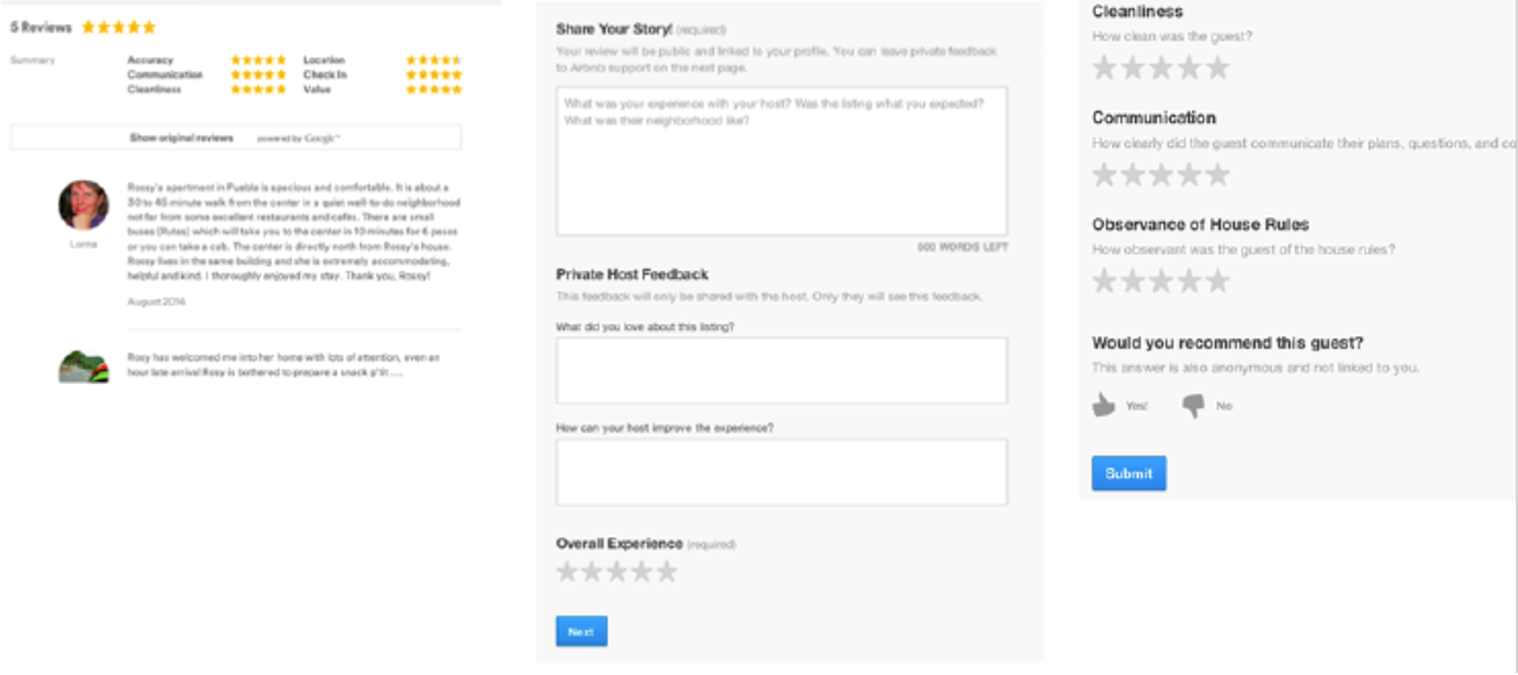 5 Reviews
Summary
Accuracy
Communication
Cleanliness
Location
Check In
Value
Show original reviews powered by Google™
Lorna
Rossy's apartment in Puebla is spacious and comfortable. It is about a
30 to 45 minute walk from the center in a quiet well-to-do neighborhood
not far from some excellent restaurants and cafés. There are small
buses (Rutas) which will take you to the center in 10 minutes for 6 pesos
or you can take a cab. The center is directly north from Rossy's house.
Rossy lives in the same building and she is extremely accommodating,
helpful and kind. I thoroughly enjoyed my stay. Thank you, Rossy!
August 2016
Rosy has welcomed me into her home with lots of attention, even an
hour late arrival Rosy is bothered to prepare a snack ....
Share Your Story! (required)
Your review will be public and linked to your profile. You can leave private feedback
to Airbnb support on the next page.
What was your experience with your host? Was the listing what you expected?
What was their neighborhood like?
500 WORDS LEFT
Private Host Feedback
This feedback will only be shared with the host. Only they will see this feedback.
What did you love about this listing?
How can your host improve the experience?
Overall Experience (required)
Next
Cleanliness
How clean was the guest?
Communication
How clearly did the guest communicate their plans, questions, and co
Observance of House Rules
How observant was the guest of the house rules?
Would you recommend this guest?
This answer is also anonymous and not linked to you.
Yes! No
Submit